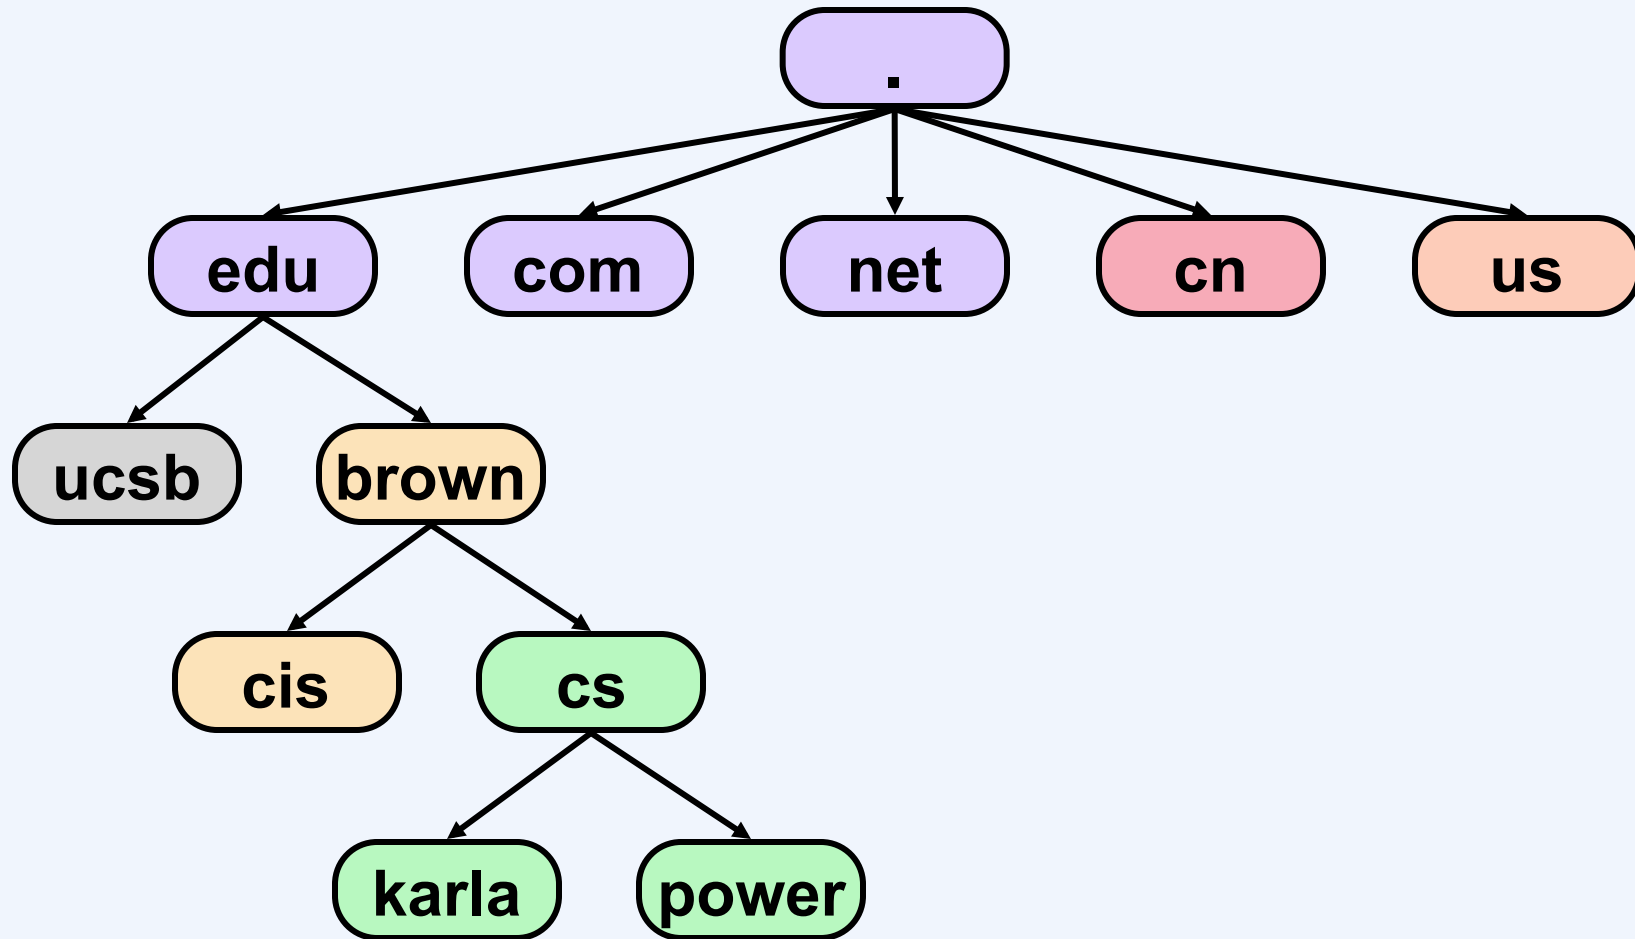 .
edu com net cn us
ucsb brown
cis cs
karla power